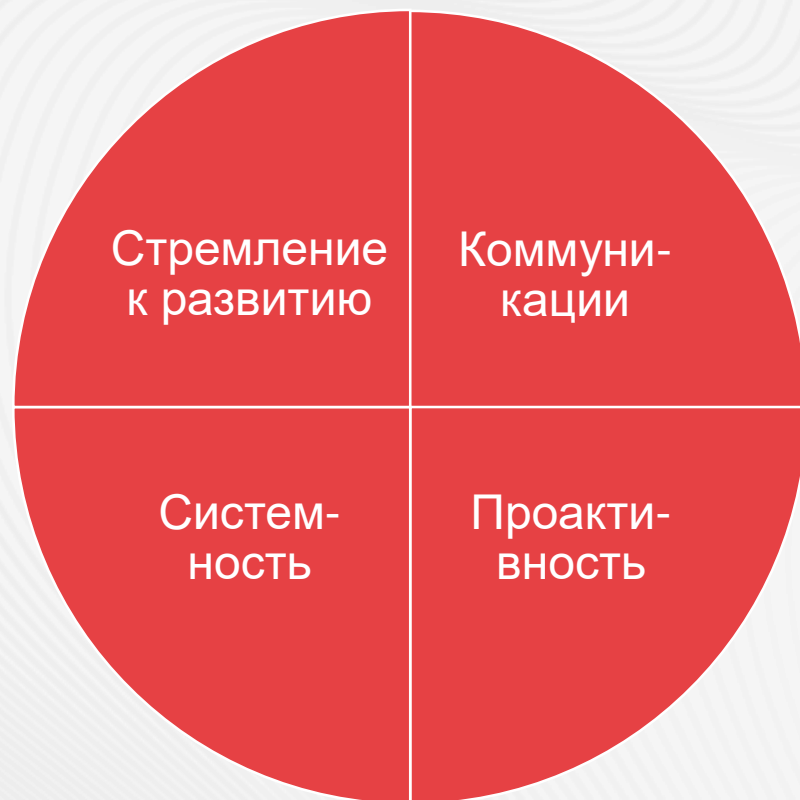 Стремление
к развитию
Коммуни-
кации
Систем-
ность
Проакти-
вность